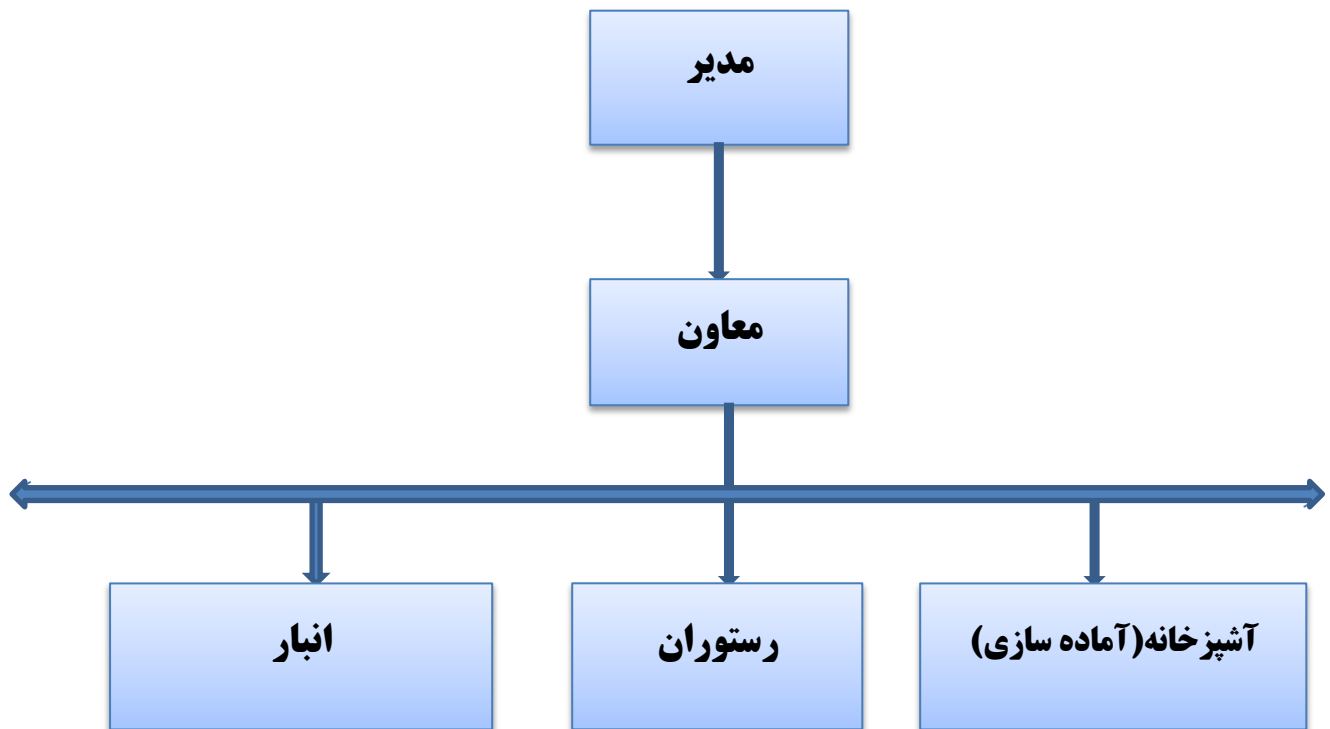 مدیر
معاون
آشپزخانه(آماده سازی)
رستوران
انبار